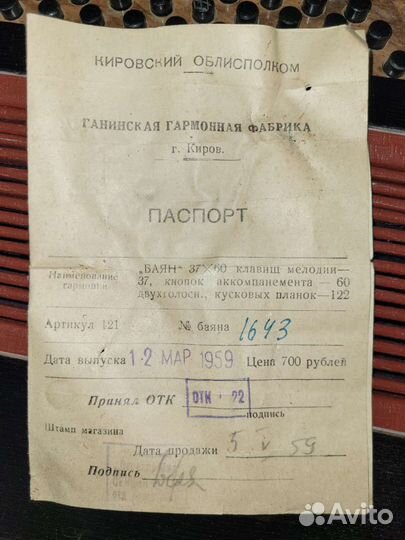 КИРОВСКИЙ ОБЛИСПОЛКОМ
ГАНИНСКАЯ ГАРМОННАЯ ФАБРИКА
г. Киров.
ПАСПОРТ
Наименование гармошки
„БАЯН" 37×60 клавиш мелодии—
37, кнопок аккомпанемента — 60
двухголосн., кусковых планок—122
Артикул 121 № баяна 1643
Дата выпуска 12 МАР 1959 Цена 700 рублей
Принял ОТК ОТК 22
подпись
Штамп магазина
Дата продажи 5 V 59
Подпись
Avito